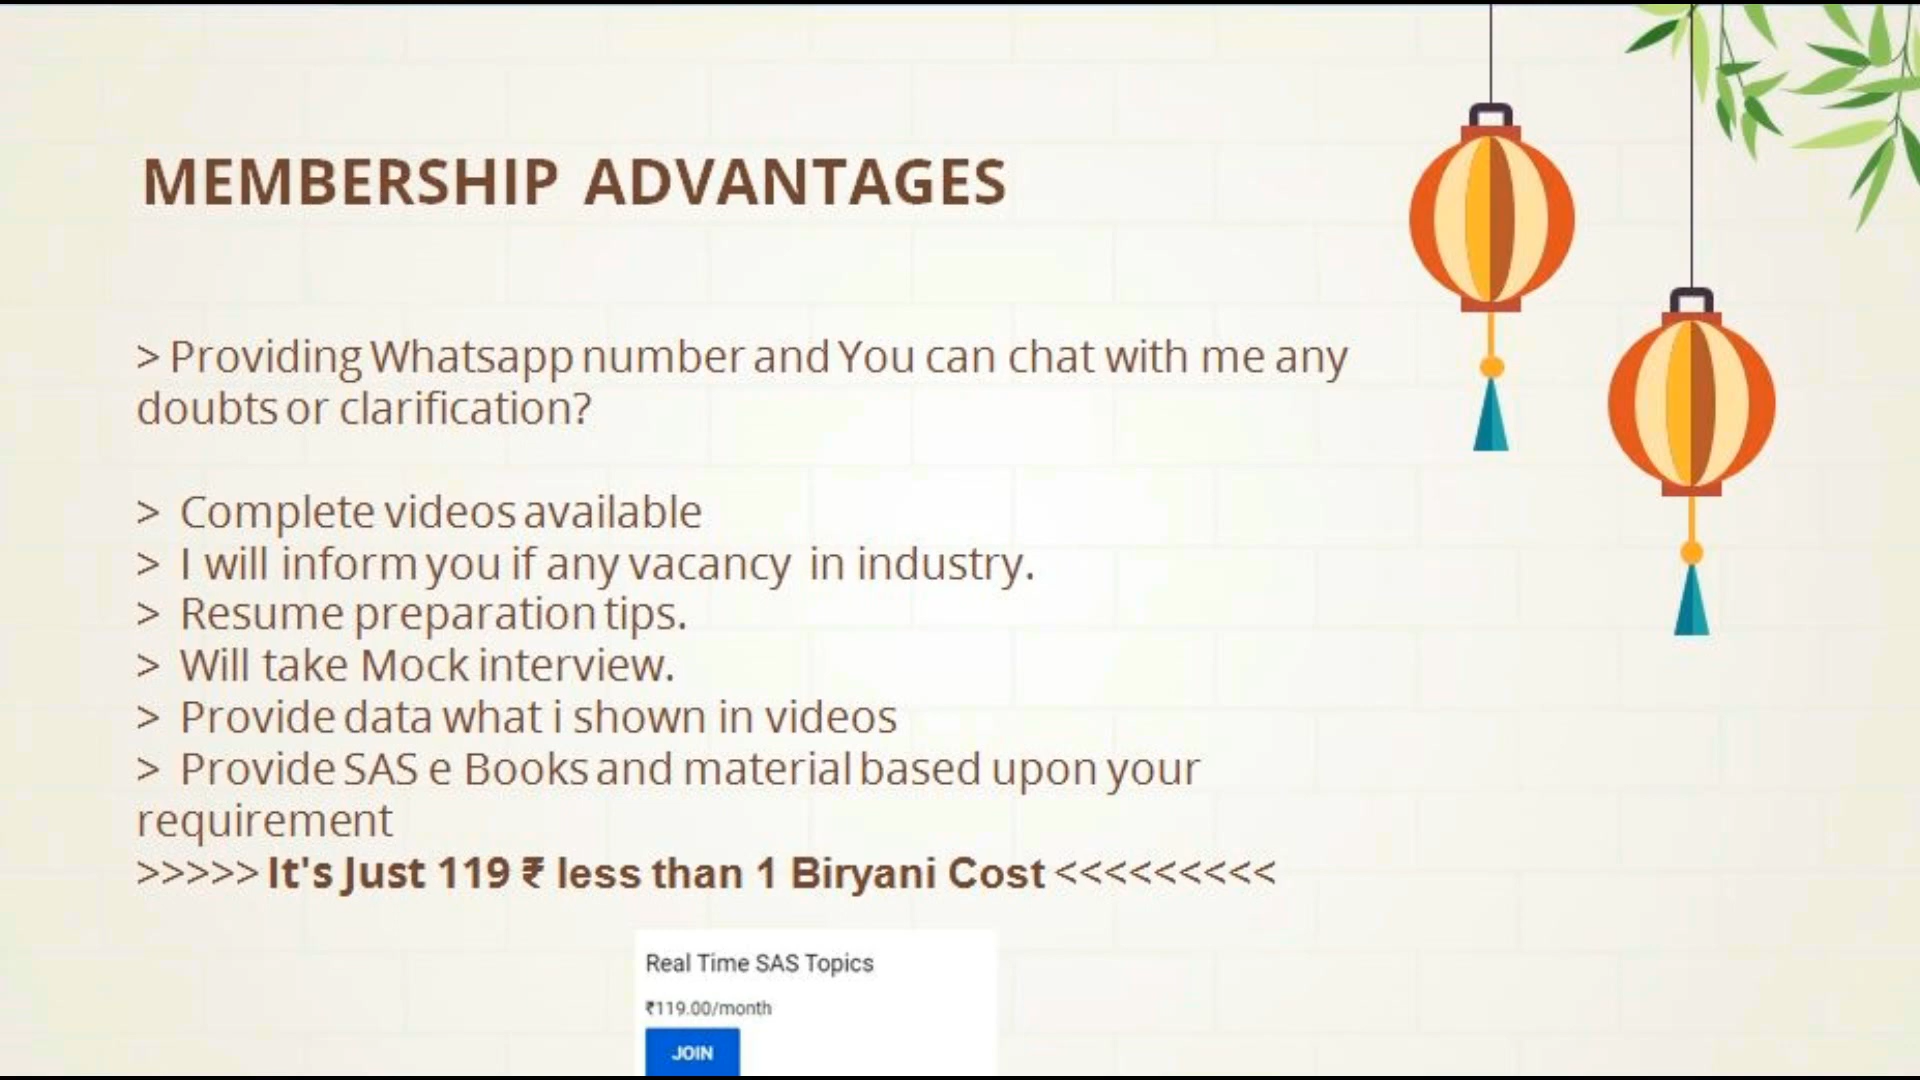 MEMBERSHIP ADVANTAGES
> Providing Whatsapp number and You can chat with me any
doubts or clarification?
> Complete videos available
> I will inform you if any vacancy in industry.
> Resume preparation tips.
> Will take Mock interview.
> Provide data what i shown in videos
> Provide SAS e Books and material based upon your
requirement
>>>>> It's Just 119 ₹ less than 1 Biryani Cost <<<<<<<<<
Real Time SAS Topics
₹119.00/month
JOIN